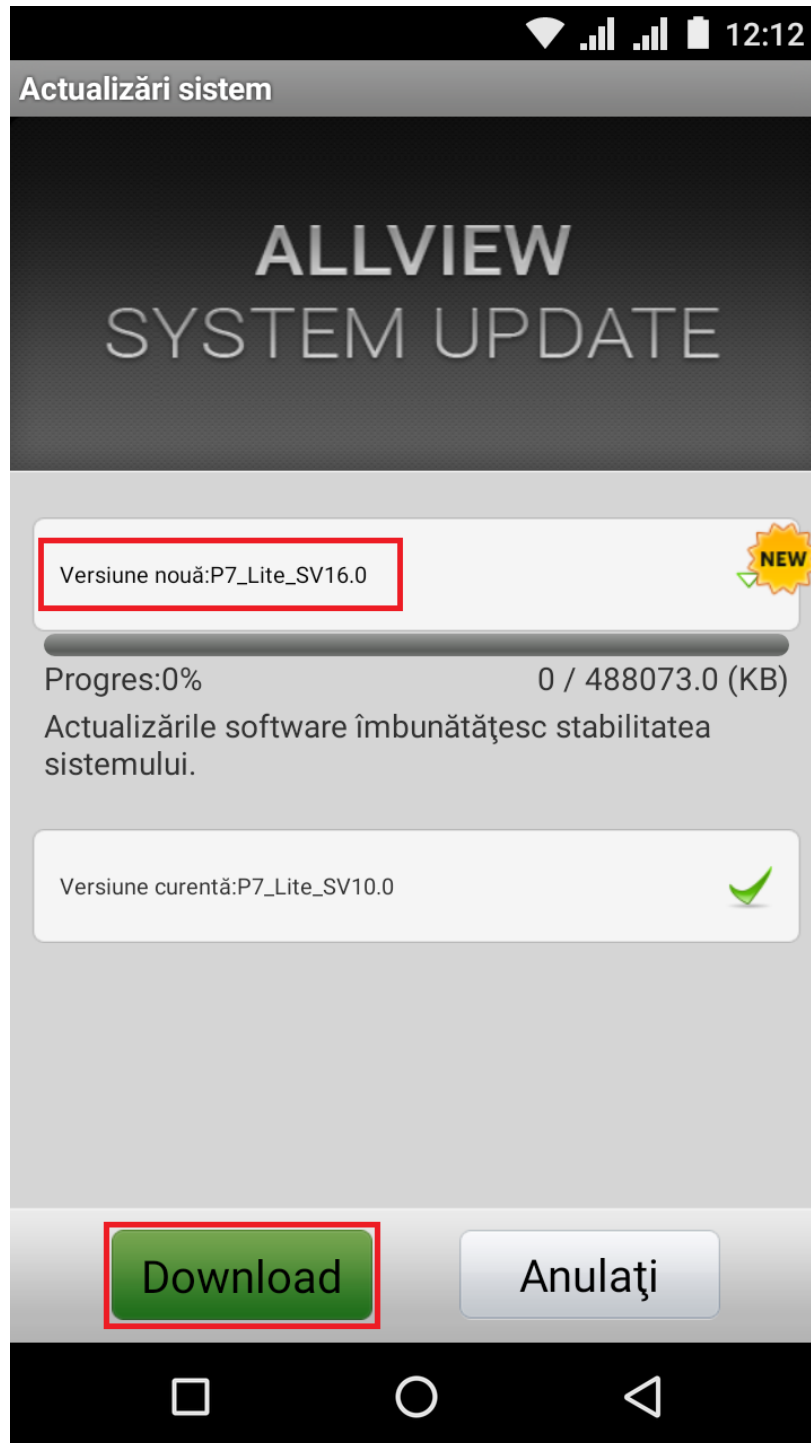 12:12
Actualizări sistem
ALLVIEW
SYSTEM UPDATE
Versiune nouă:P7_Lite_SV16.0
NEW
Progres:0% 0 / 488073.0 (KB)
Actualizările software îmbunătăţesc stabilitatea
sistemului.
Versiune curentă:P7_Lite_SV10.0
Download Anulaţi